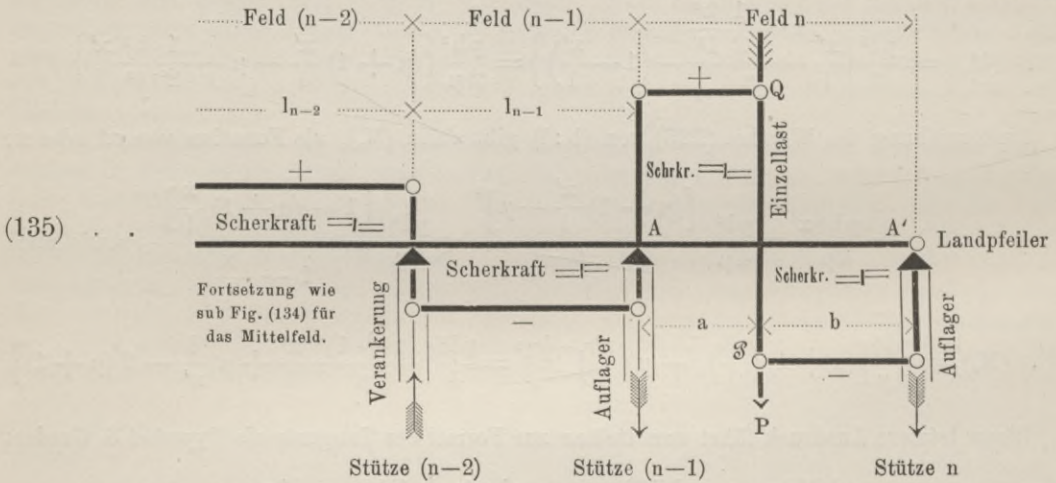 Feld (n—2) Feld (n—1) Feld n
l_{n—2} l_{n—1}
+ Q
Schrkr.
Einzellast
+
(135) . . Scherkraft A A' Landpfeiler
Scherkraft Scherkr.
Fortsetzung wie
sub Fig. (134) für
das Mittelfeld.
Verankerung
— Auflager
a b
Auflager
—
P
Stütze (n—2) Stütze (n—1) Stütze n